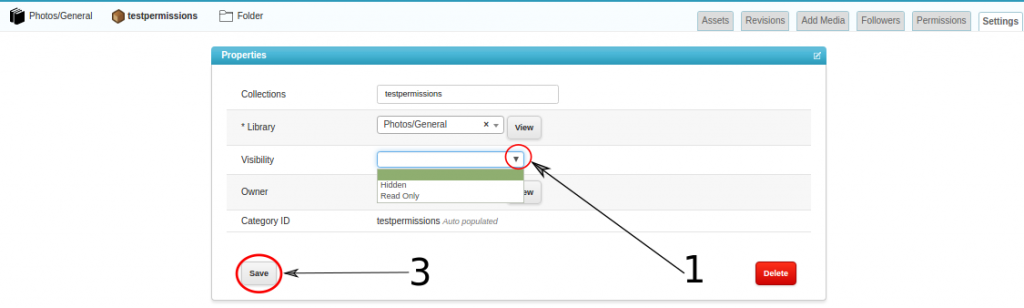 Photos/General testpermissions Folder
Assets Revisions Add Media Followers Permissions Settings
Properties
Collections testpermissions
* Library Photos/General × View
Visibility
Hidden
Owner
Read Only
Category ID testpermissions Auto populated
Save 3 1 Delete